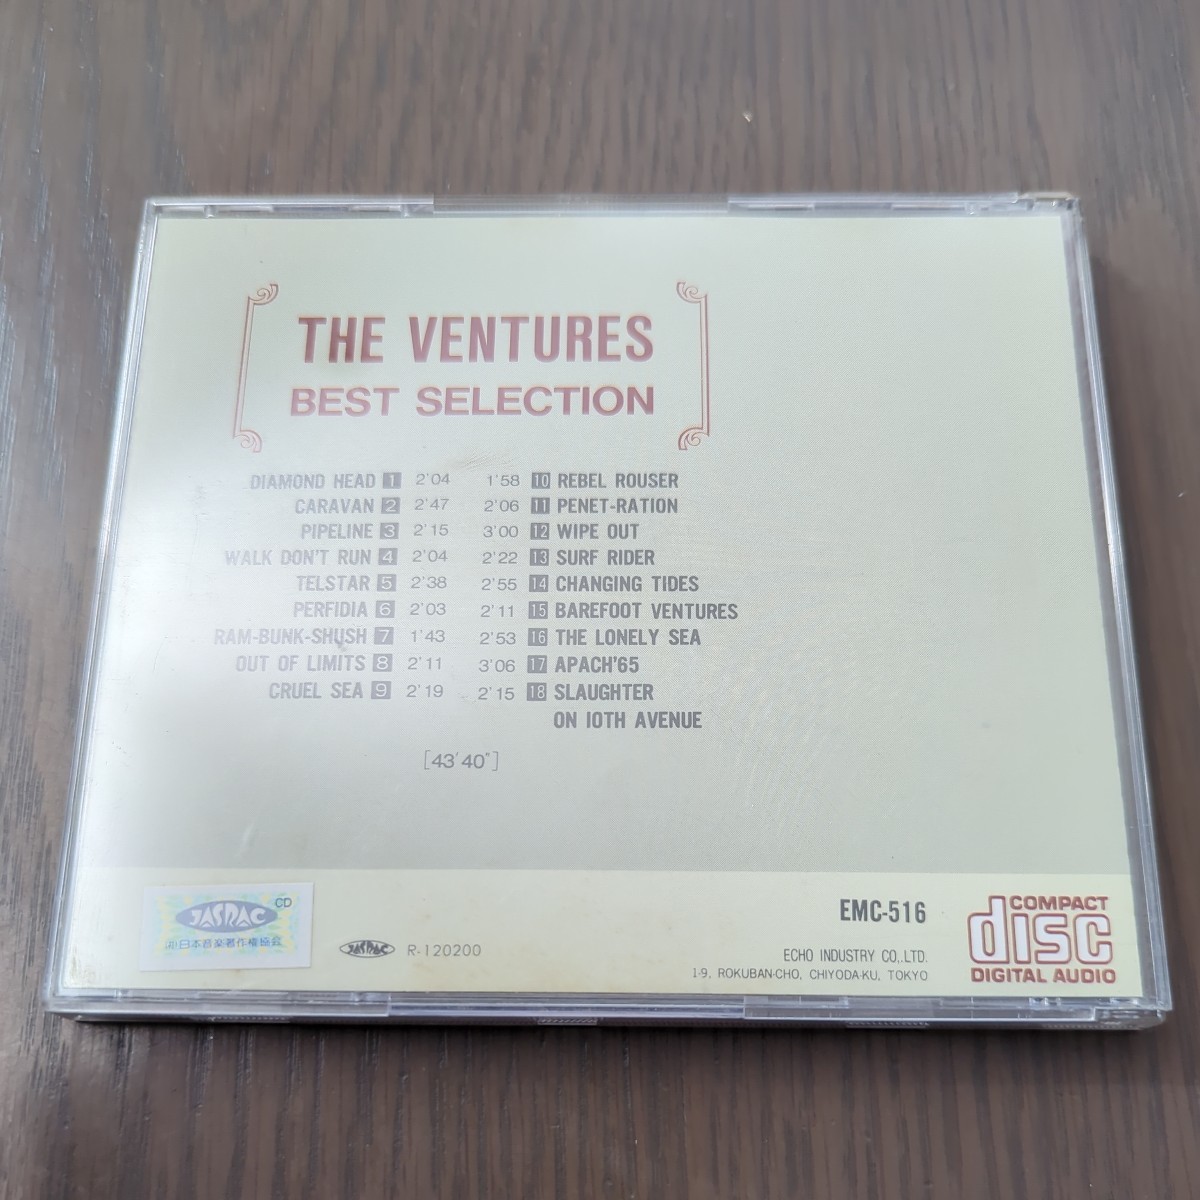 THE VENTURES
BEST SELECTION
DIAMOND HEAD 1 2'04
CARAVAN 2 2'47
PIPELINE 3 2'15
WALK DON'T RUN 4 2'04
TELSTAR 5 2'38
PERFIDIA 6 2'03
RAM-BUNK-SHUSH 7 1'43
OUT OF LIMITS 8 2'11
CRUEL SEA 9 2'19
1'58 10 REBEL ROUSER
2'06 11 PENET-RATION
3'00 12 WIPE OUT
2'22 13 SURF RIDER
2'55 14 CHANGING TIDES
2'11 15 BAREFOOT VENTURES
2'53 16 THE LONELY SEA
3'06 17 APACH'65
2'15 18 SLAUGHTER
ON 10TH AVENUE
[43'40"]
CD
JASRAC
(社)日本音楽著作権協会
JASRAC R-120200
EMC-516
ECHO INDUSTRY CO,.LTD.
1-9, ROKUBAN-CHO, CHIYODA-KU, TOKYO
COMPACT
disc
DIGITAL AUDIO